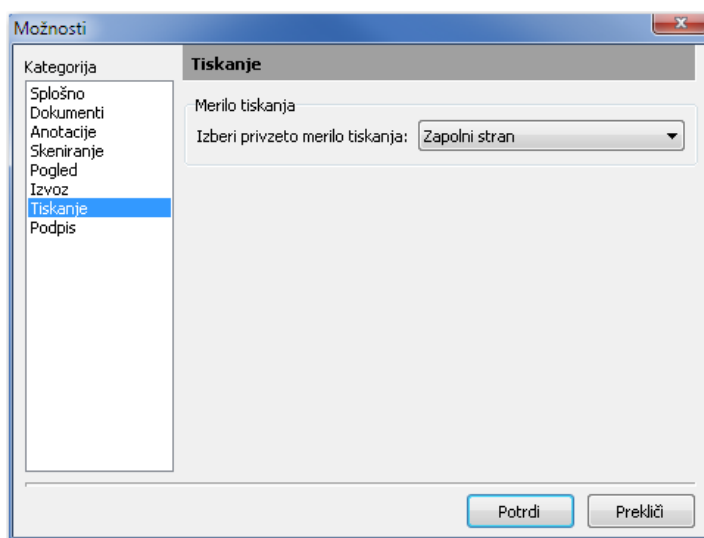 Možnosti
Kategorija
Splošno
Dokumenti
Anotacije
Skeniranje
Pogled
Izvoz
Tiskanje
Podpis
Tiskanje
Merilo tiskanja
Izberi privzeto merilo tiskanja: Zapolni stran
Potrdi Prekliči